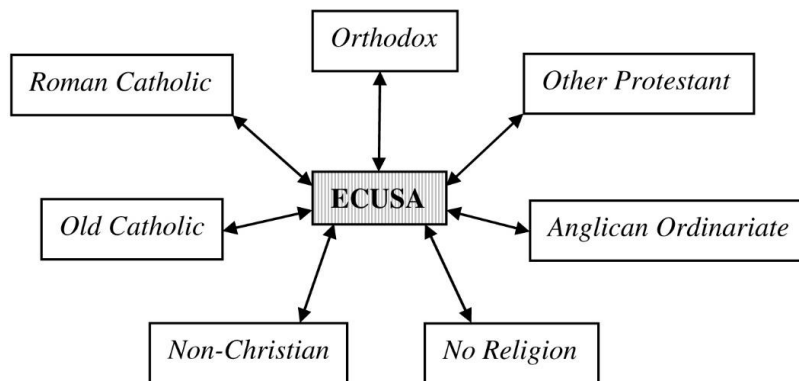 Orthodox
Roman Catholic
Other Protestant
ECUSA
Old Catholic
Anglican Ordinariate
Non-Christian
No Religion